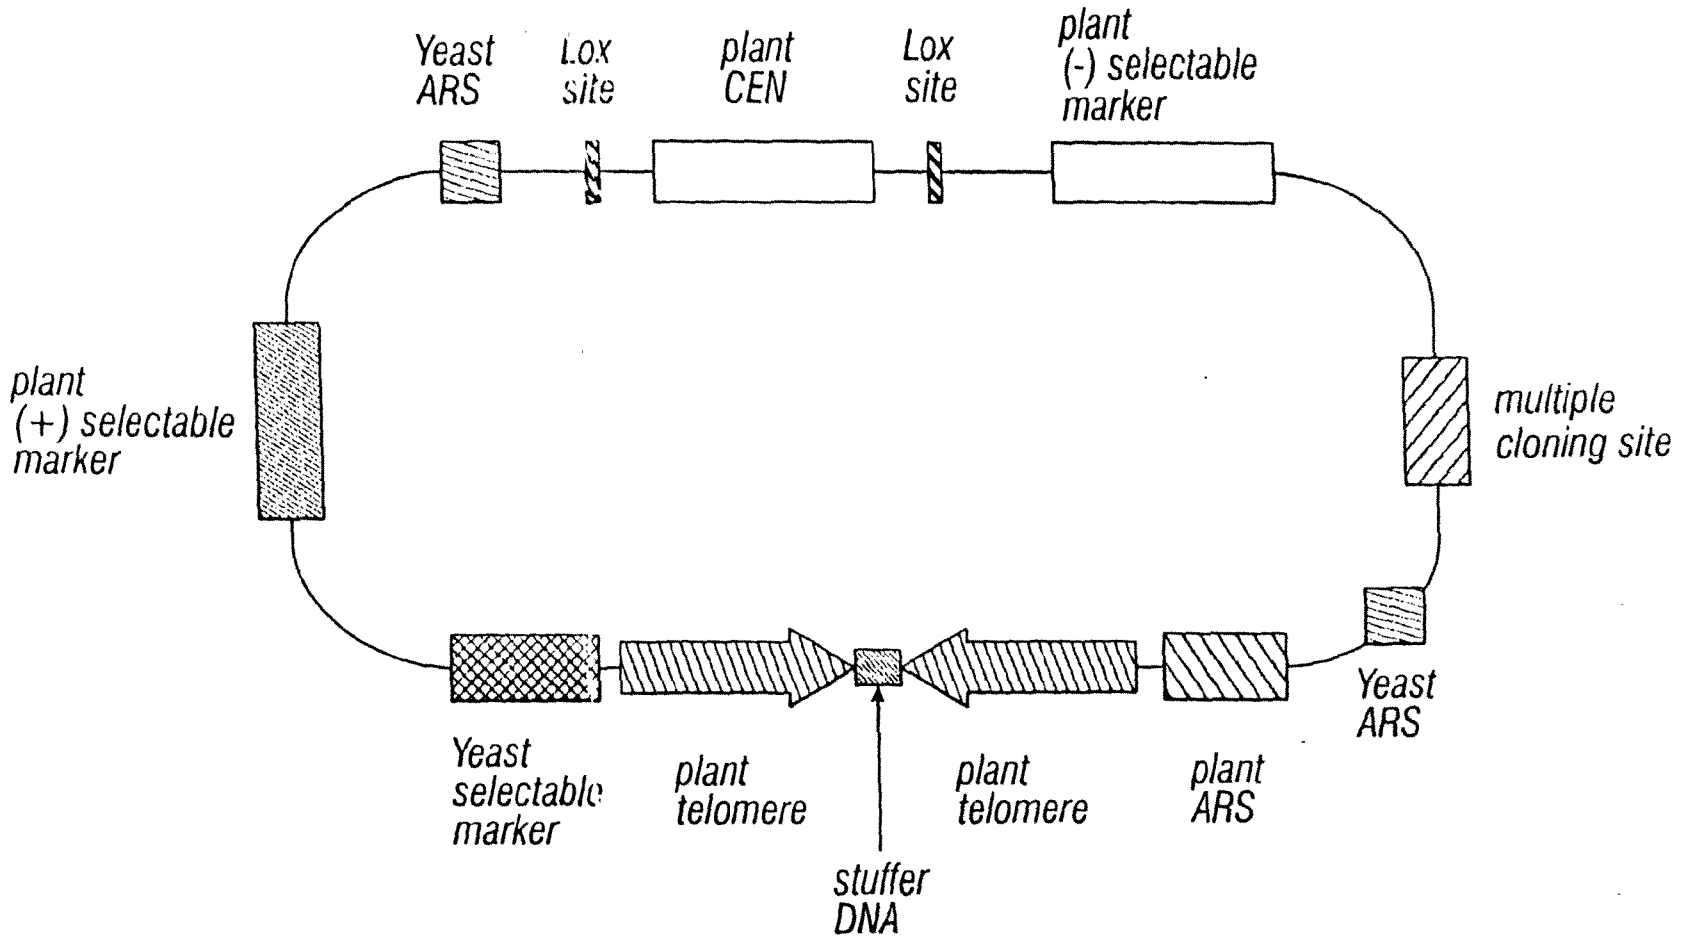 Yeast
ARS
Lox
site
plant
CEN
Lox
site
plant
(-) selectable
marker
plant
(+) selectable
marker
multiple
cloning site
Yeast
ARS
Yeast
selectable
marker
plant
telomere
plant
telomere
plant
ARS
stuffer
DNA